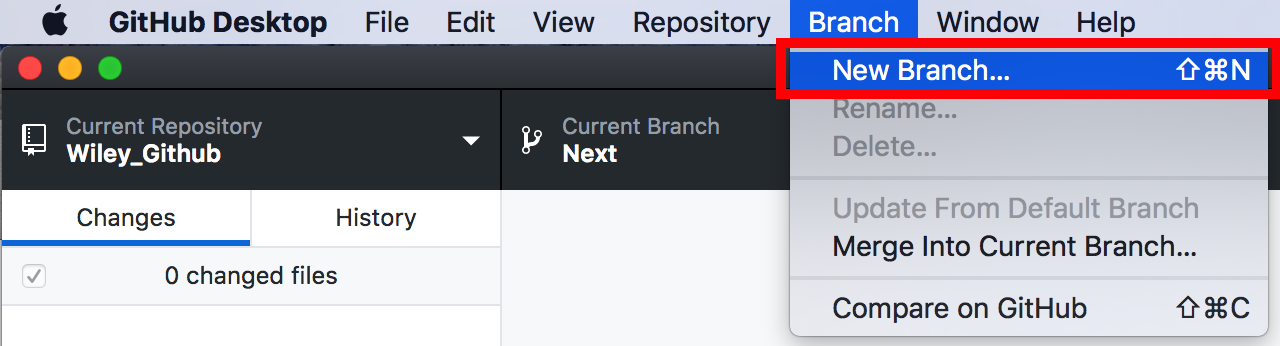 GitHub Desktop File Edit View Repository Branch Window Help
New Branch... ⇧⌘N
Rename...
Delete...
Update From Default Branch
Merge Into Current Branch...
Compare on GitHub ⇧⌘C
Current Repository
Wiley_Github
Current Branch
Next
Changes History
0 changed files